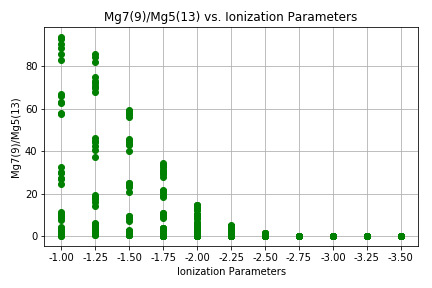 Mg7(9)/Mg5(13) vs. Ionization Parameters
Mg7(9)/Mg5(13)
80
60
40
20
0
-1.00 -1.25 -1.50 -1.75 -2.00 -2.25 -2.50 -2.75 -3.00 -3.25 -3.50
Ionization Parameters